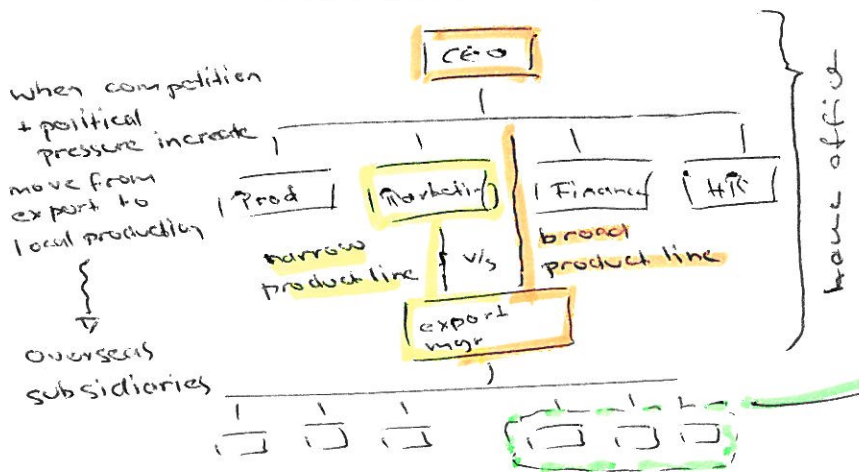 CEO
when competition
+ political
pressure increase
move from
export to
local production
overseas
subsidiaries
Prod
Marketing
Finance
HR
narrow
product line
v/s
broad
product line
export
mgr
home office